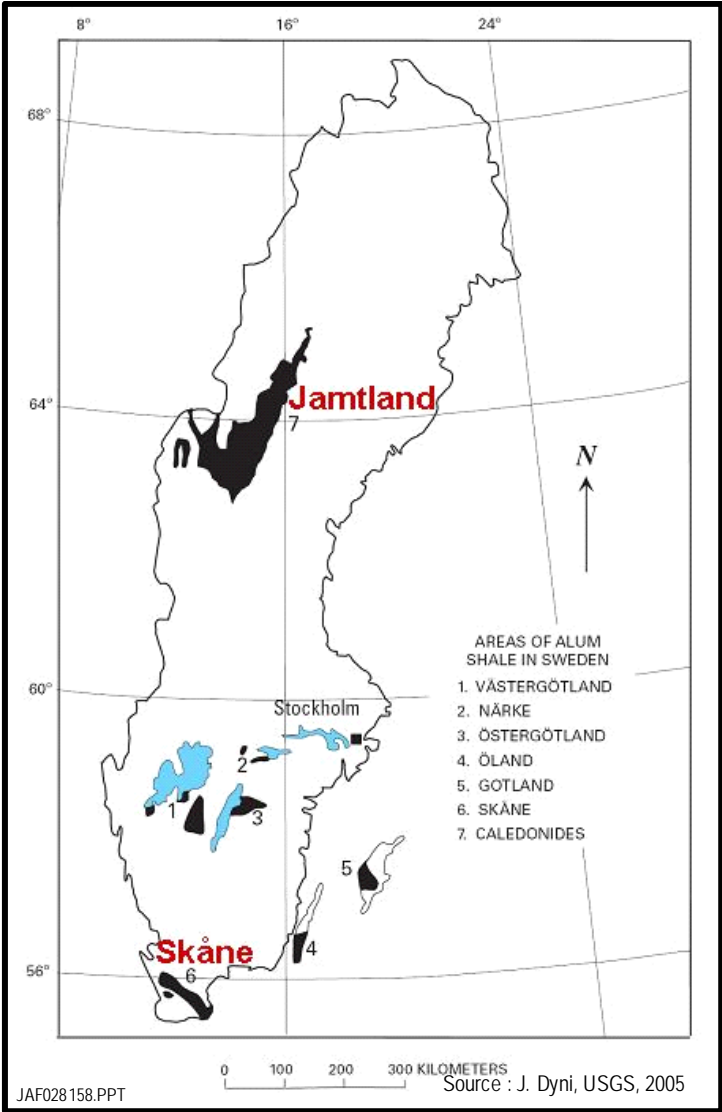 8°
16°
24°
68°
Jamtland
64°
7
N
AREAS OF ALUM
SHALE IN SWEDEN
1. VÄSTERGÖTLAND
2. NÄRKE
3. ÖSTERGÖTLAND
4. ÖLAND
5. GOTLAND
6. SKÅNE
7. CALEDONIDES
60°
Stockholm
2
1
3
5
4
Skåne
6
56°
0 100 200 300 KILOMETERS
Source : J. Dyni, USGS, 2005
JAF028158.PPT